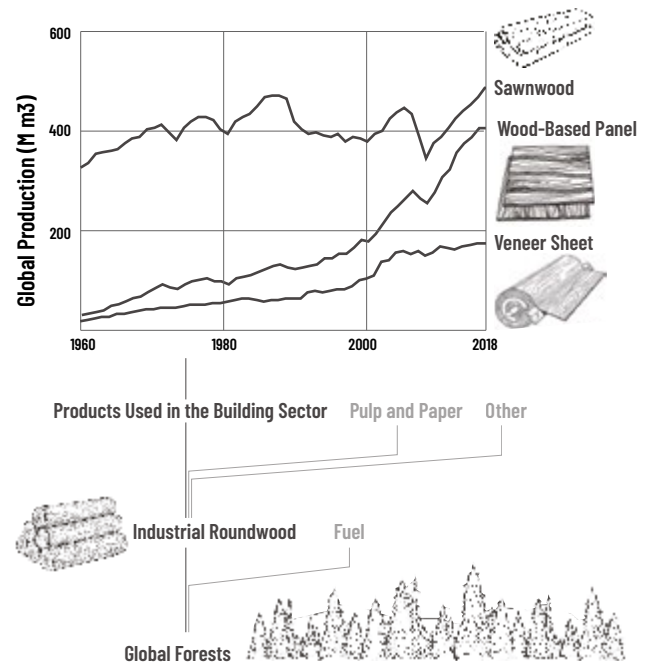 Global Production (M m3)
600
400
200
1960
1980
2000
2018
Sawnwood
Wood-Based Panel
Veneer Sheet
Products Used in the Building Sector
Pulp and Paper
Other
Industrial Roundwood
Fuel
Global Forests